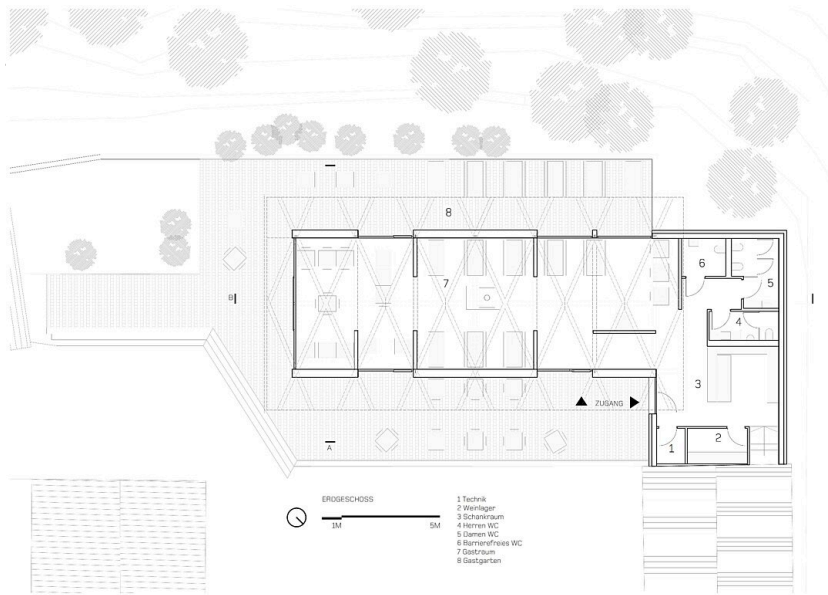 8
7
6
5
4
B
3
ZUGANG
A
1
2
ERDGESCHOSS
1M 5M
1 Technik
2 Weinlager
3 Schankraum
4 Herren WC
5 Damen WC
6 Barrierefreies WC
7 Gastraum
8 Gastgarten